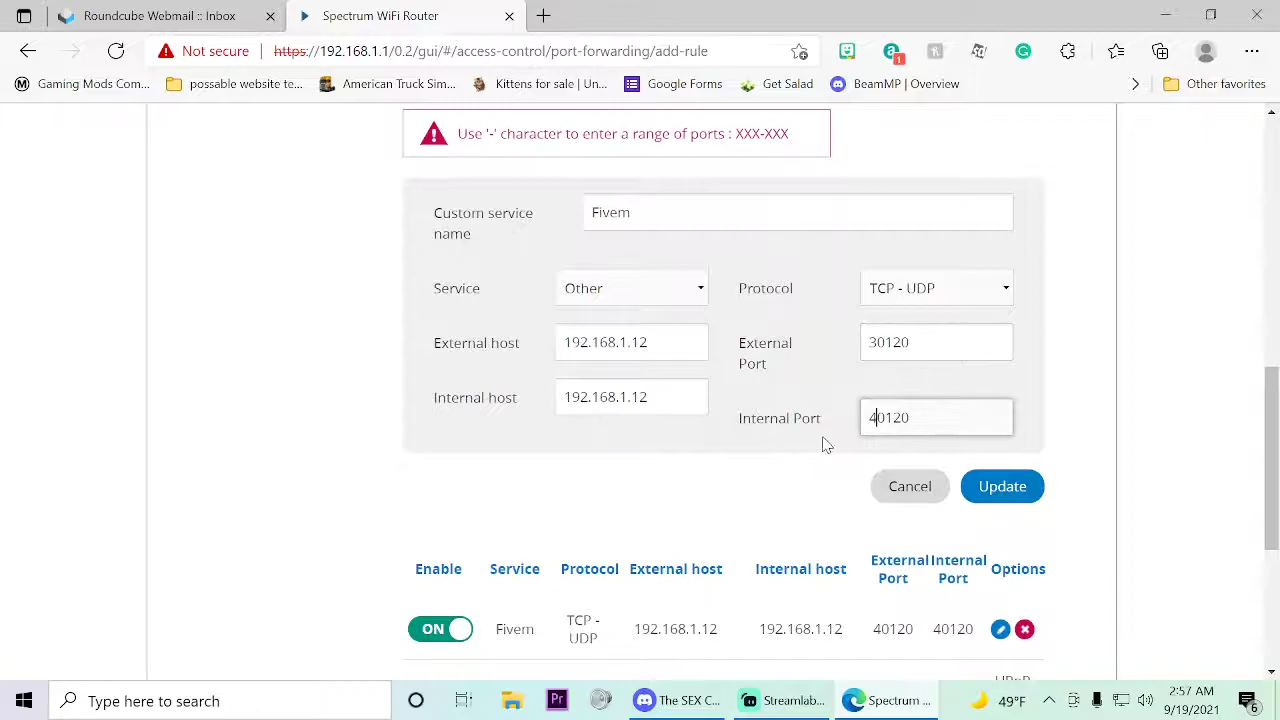 Roundcube Webmail :: Inbox
Spectrum WiFi Router
Not secure
https://192.168.1.1/0.2/gui/#/access-control/port-forwarding/add-rule
1
Gaming Mods Com...
possable website te...
American Truck Sim...
Kittens for sale | Un...
Google Forms
Get Salad
BeamMP | Overview
Other favorites
Use '-' character to enter a range of ports : XXX-XXX
Custom service
name
Fivem
Service
Other
Protocol
TCP - UDP
External host
192.168.1.12
External
Port
30120
Internal host
192.168.1.12
Internal Port
40120
Cancel
Update
Enable
Service
Protocol
External host
Internal host
External
Port
Internal
Port
Options
ON
Fivem
TCP -
UDP
192.168.1.12
192.168.1.12
40120
40120
Type here to search
Pr
The SEX C...
Streamlab...
Spectrum ...
49°F
2:57 AM
9/19/2021
6